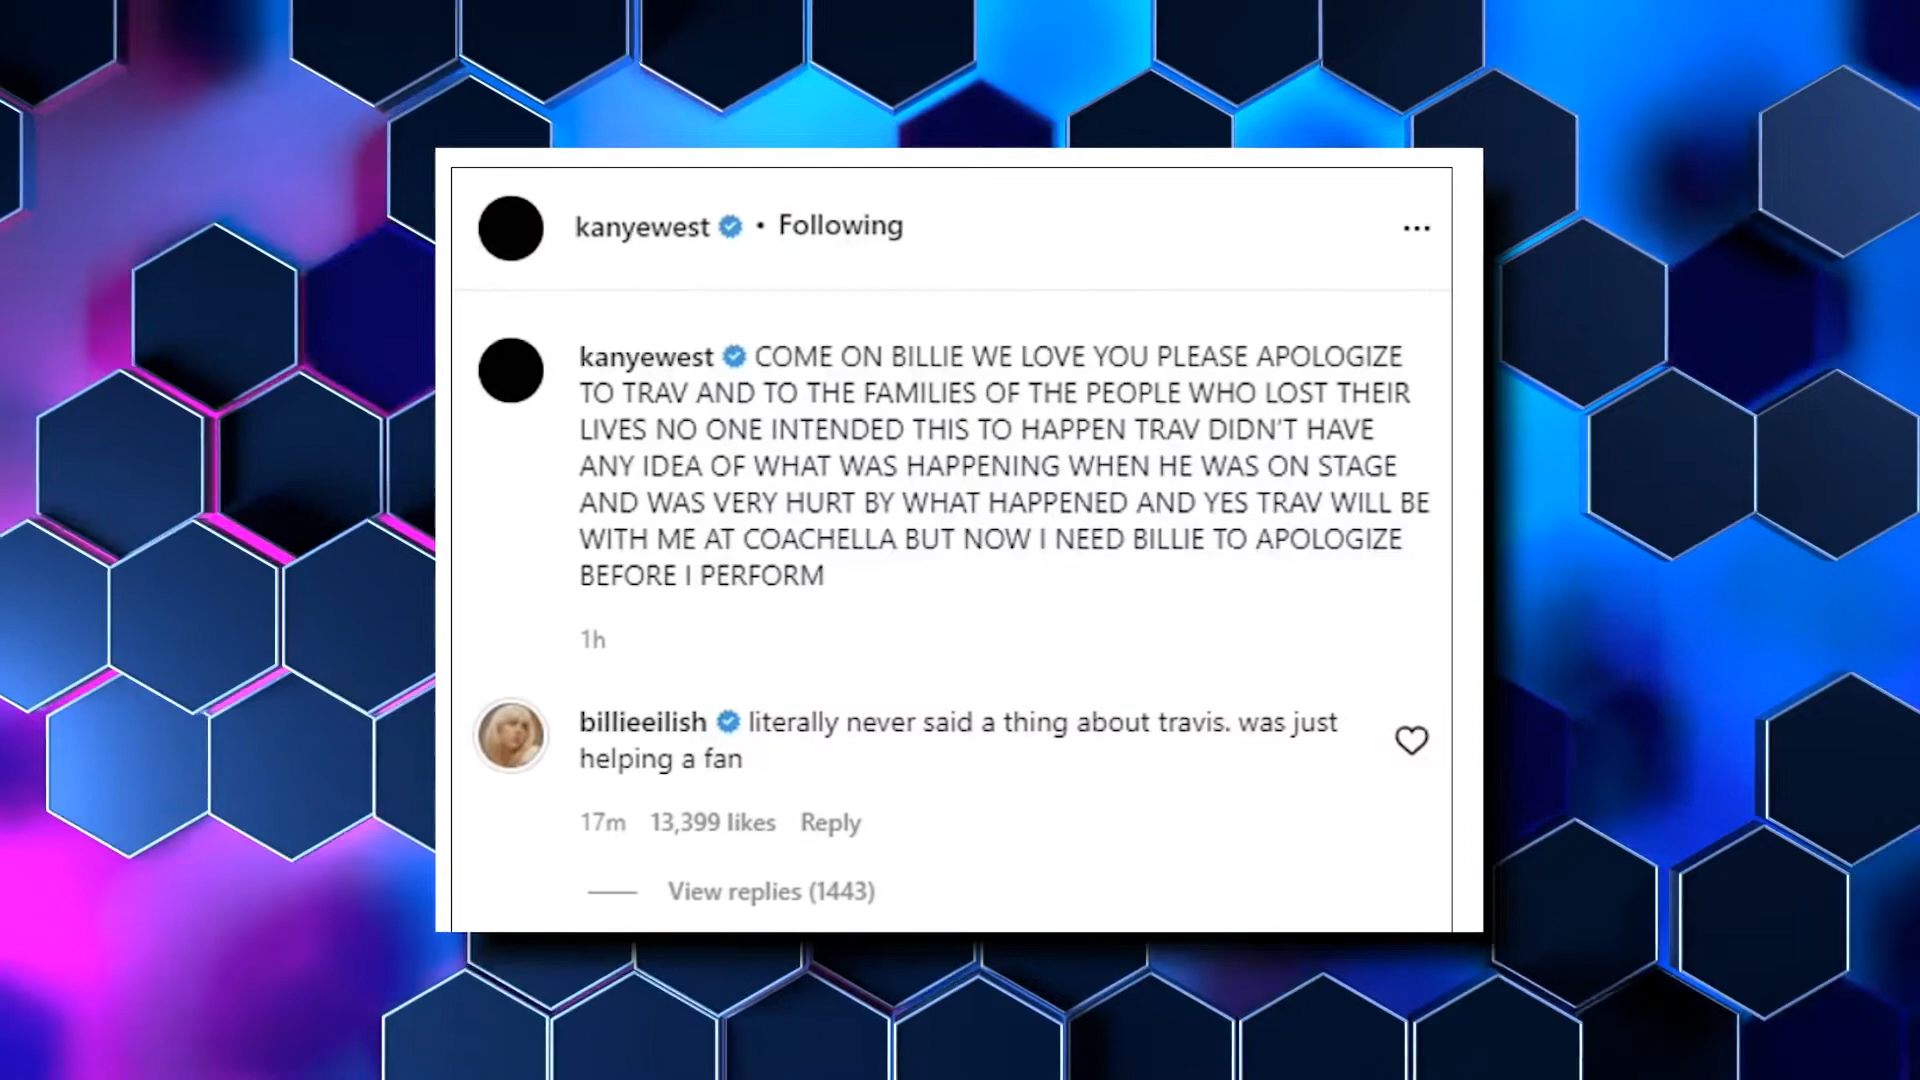 kanyewest • Following
kanyewest COME ON BILLIE WE LOVE YOU PLEASE APOLOGIZE
TO TRAV AND TO THE FAMILIES OF THE PEOPLE WHO LOST THEIR
LIVES NO ONE INTENDED THIS TO HAPPEN TRAV DIDN'T HAVE
ANY IDEA OF WHAT WAS HAPPENING WHEN HE WAS ON STAGE
AND WAS VERY HURT BY WHAT HAPPENED AND YES TRAV WILL BE
WITH ME AT COACHELLA BUT NOW I NEED BILLIE TO APOLOGIZE
BEFORE I PERFORM
1h
billieeilish literally never said a thing about travis. was just
helping a fan
17m 13,399 likes Reply
View replies (1443)